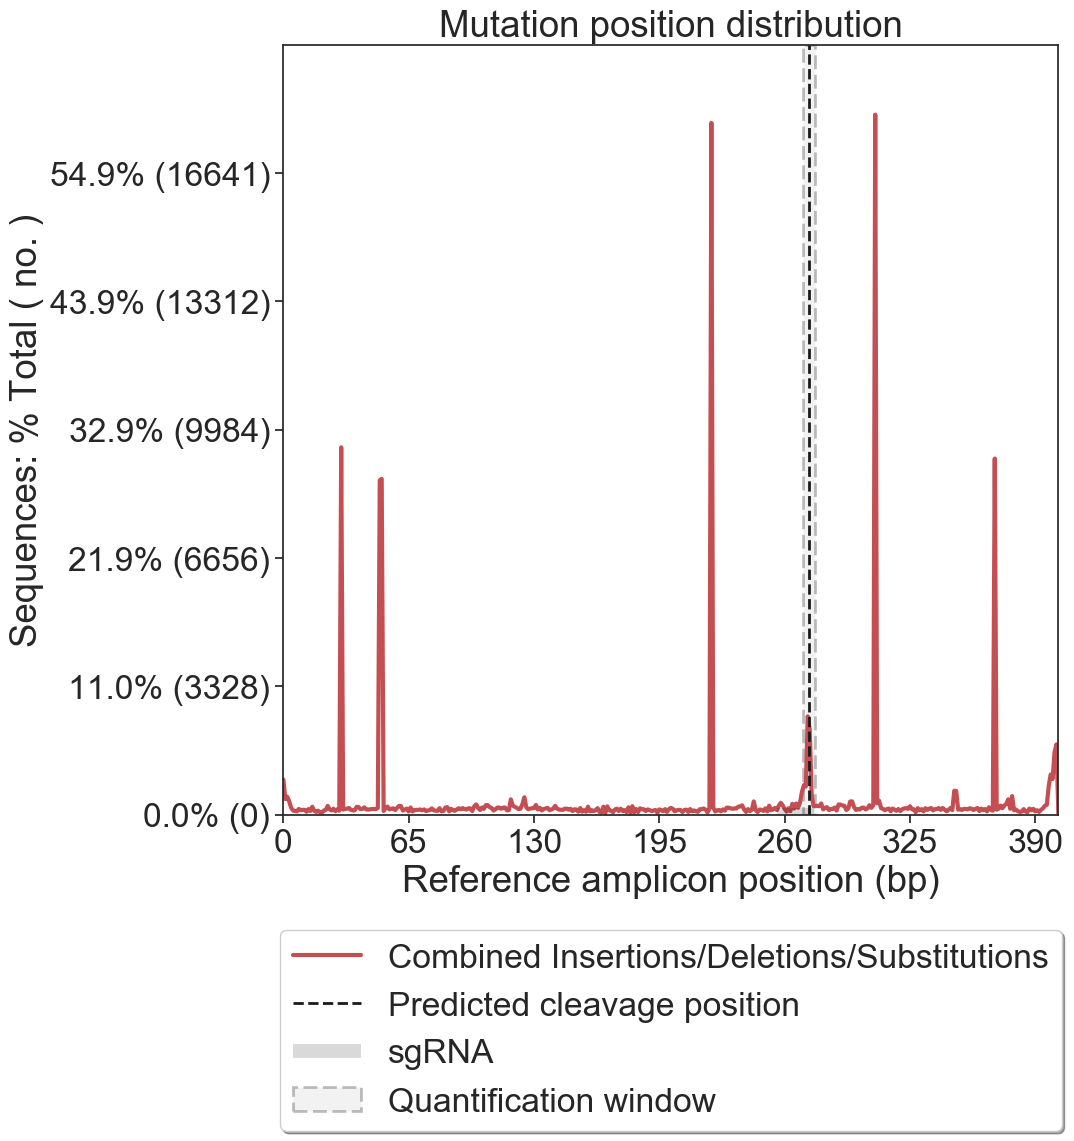 Mutation position distribution
54.9% (16641)
43.9% (13312)
32.9% (9984)
21.9% (6656)
11.0% (3328)
0.0% (0)
Sequences: % Total ( no. )
0 65 130 195 260 325 390
Reference amplicon position (bp)
Combined Insertions/Deletions/Substitutions
Predicted cleavage position
sgRNA
Quantification window